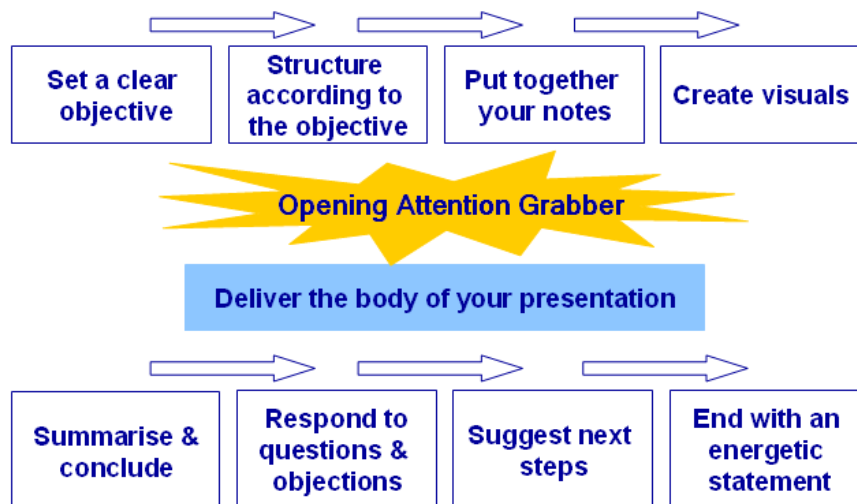 Set a clear
objective
Structure
according to
the objective
Put together
your notes
Create visuals
Opening Attention Grabber
Deliver the body of your presentation
Summarise &
conclude
Respond to
questions &
objections
Suggest next
steps
End with an
energetic
statement